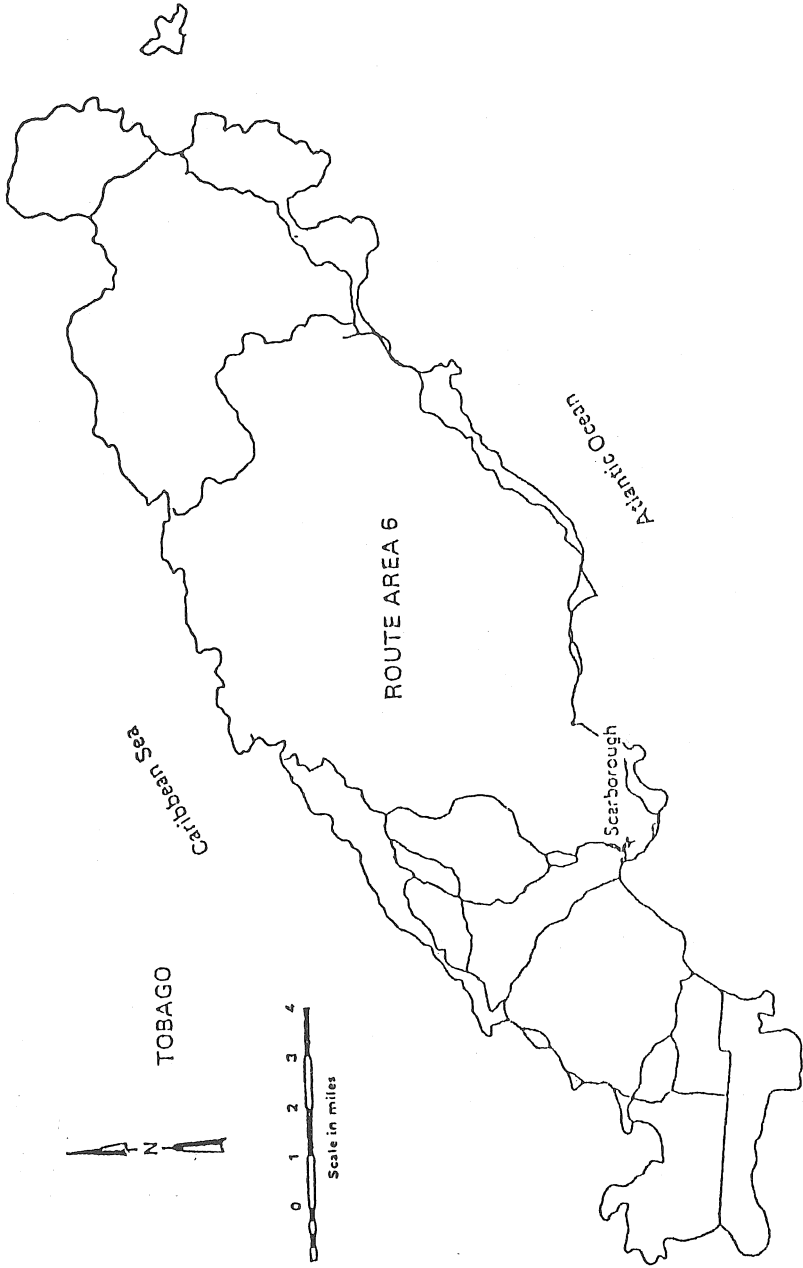 TOBAGO
N
0 1 2 3 4
Scale in miles
Caribbean Sea
ROUTE AREA 6
Scarborough
Atlantic Ocean